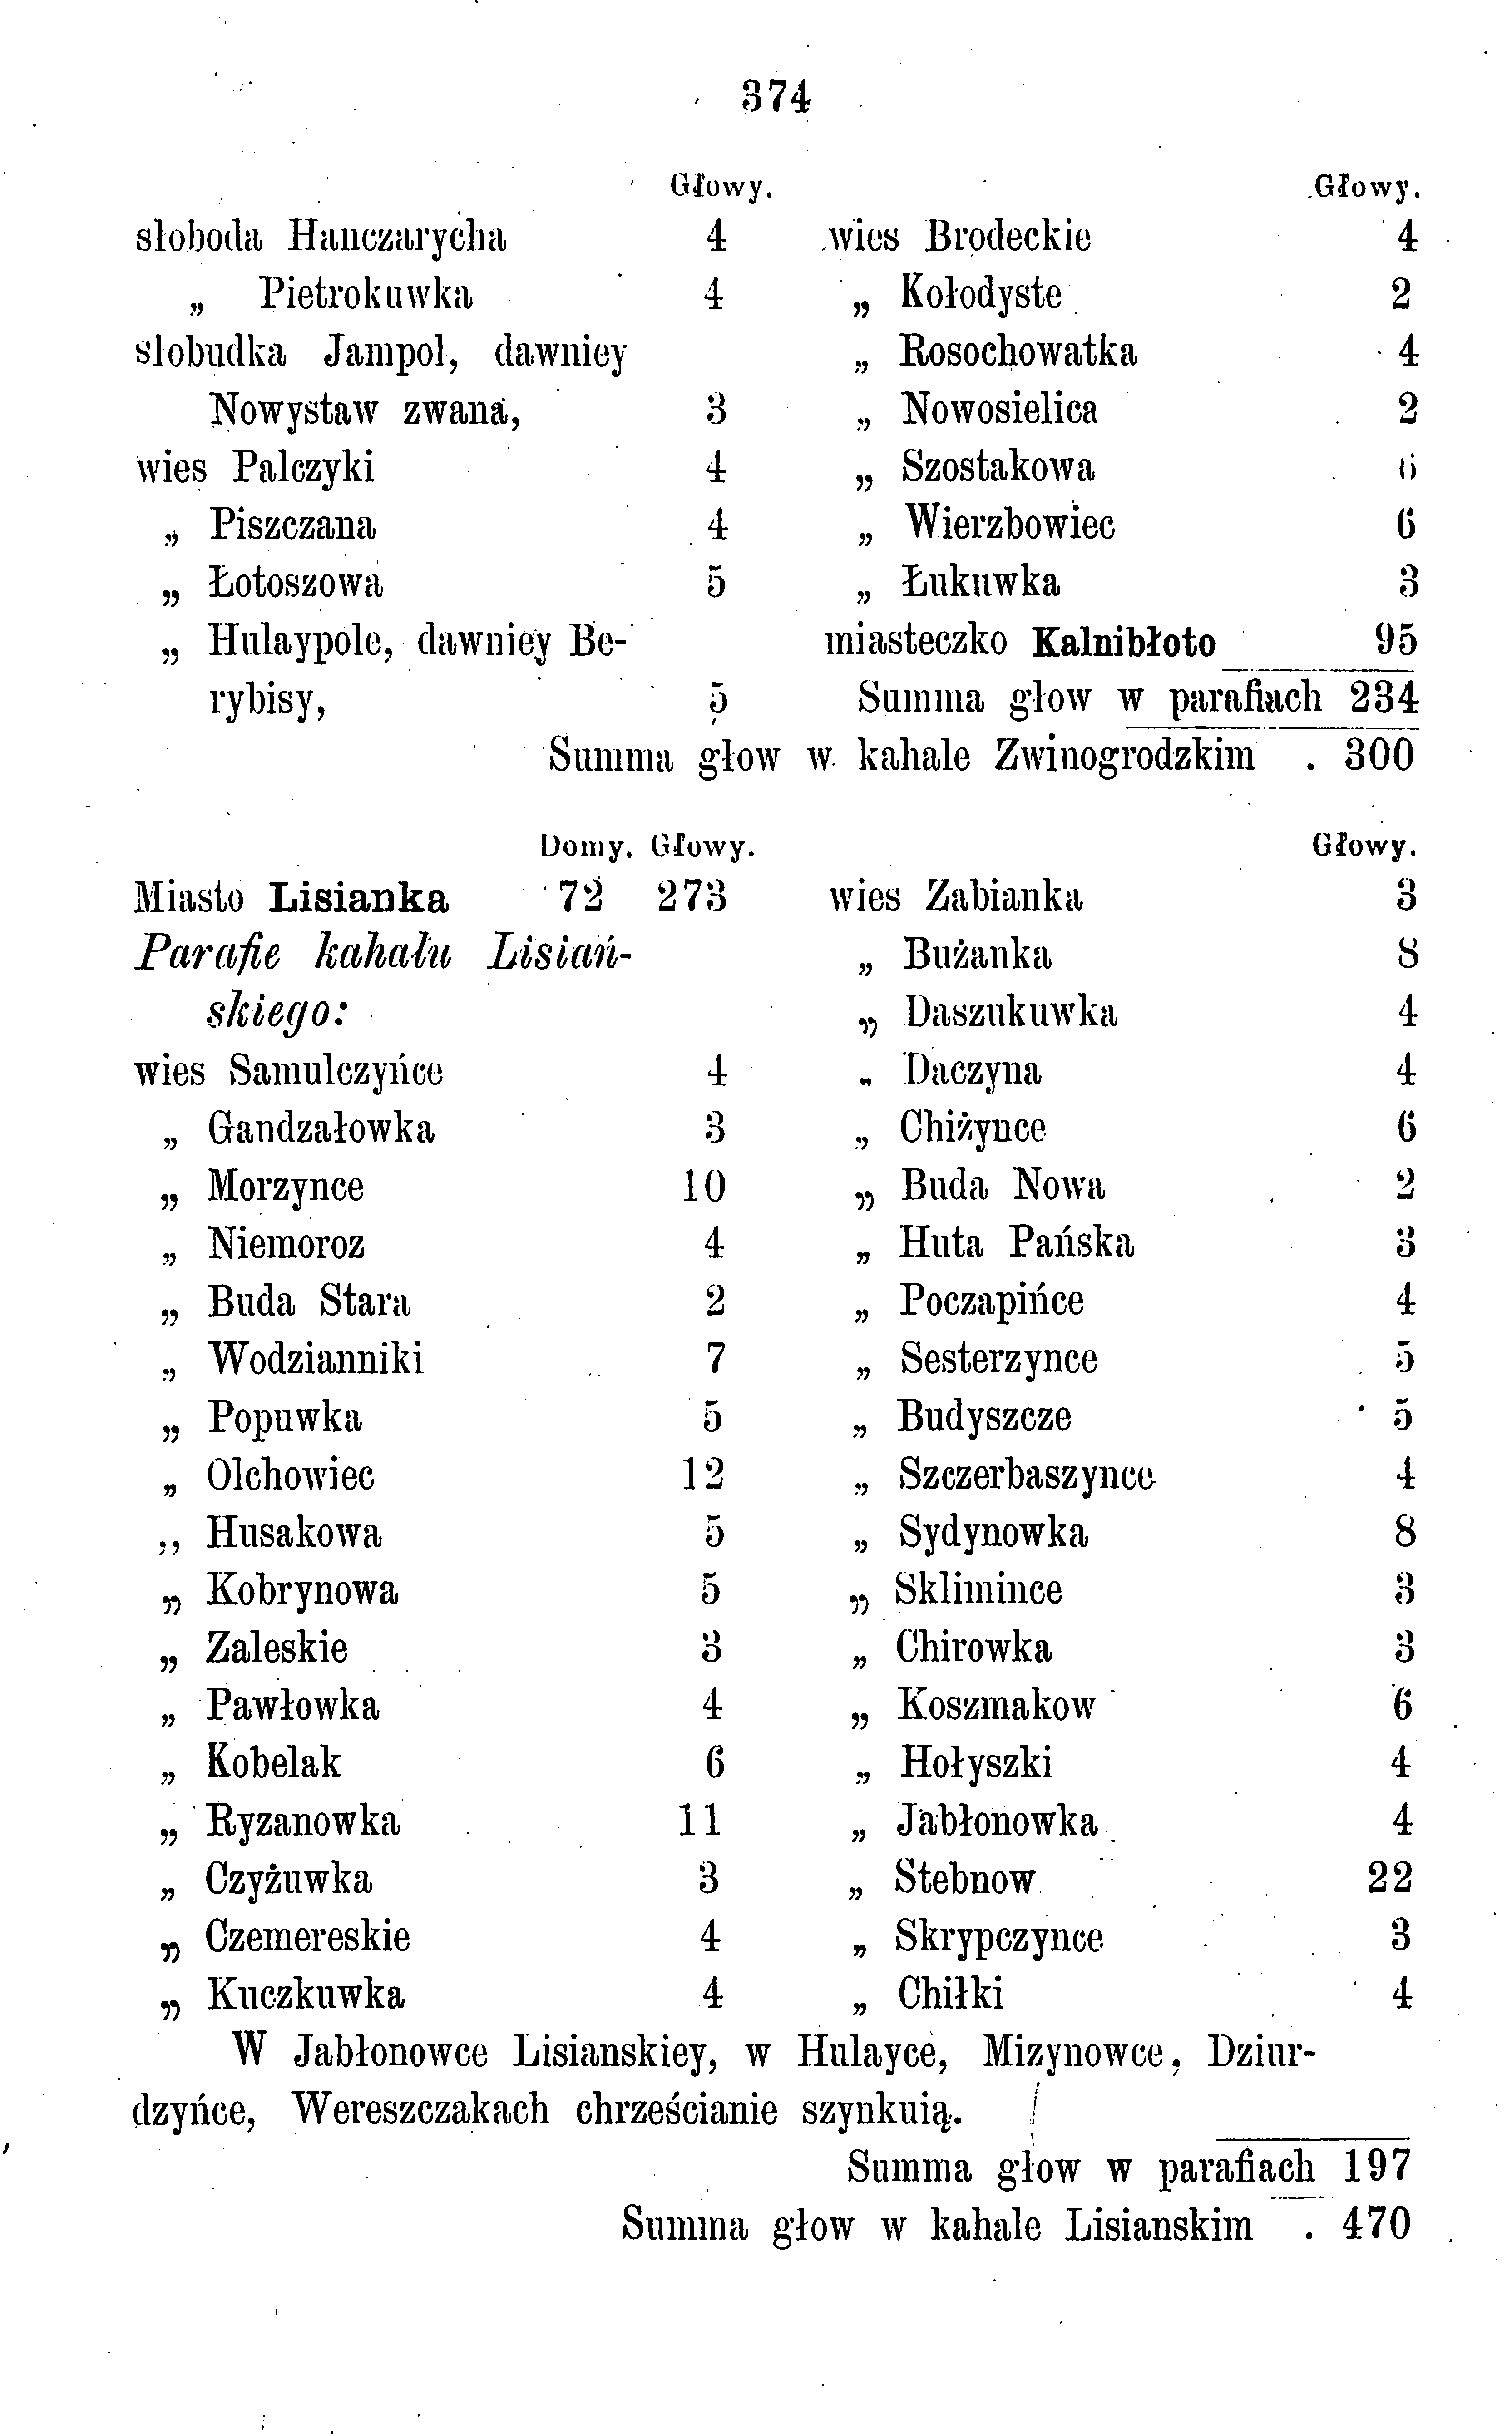 374
Głowy.
słoboda Hanczarycha 4
„ Pietrokuwka 4
słobudka Jampol, dawniey
Nowystaw zwana, 3
wies Palczyki 4
„ Piszczana 4
„ Łotoszowa 5
„ Hulaypole, dawniey Be-
rybisy, 5
Głowy.
wies Brodeckie 4
„ Kołodyste 2
„ Rosochowatka 4
„ Nowosielica 2
„ Szostakowa 6
„ Wierzbowiec 6
„ Łukuwka 3
miasteczko Kalnibłoto 95
Summa głow w parafiach 234
Summa głow w kahale Zwinogrodzkim . 300
Domy. Głowy.
Miasto Lisianka 72 273
Parafie kahału Lisiań-
skiego:
wies Samulczyńce 4
„ Gandzałowka 3
„ Morzynce 10
„ Niemoroz 4
„ Buda Stara 2
„ Wodzianniki 7
„ Popuwka 5
„ Olchowiec 12
„ Husakowa 5
„ Kobrynowa 5
„ Zaleskie 3
„ Pawłowka 4
„ Kobelak 6
„ Ryzanowka 11
„ Czyżuwka 3
„ Czemereskie 4
„ Kuczkuwka 4
Głowy.
wies Zabianka 3
„ Bużanka 8
„ Daszukuwka 4
„ Daczyna 4
„ Chiżynce 6
„ Buda Nowa 2
„ Huta Pańska 3
„ Poczapińce 4
„ Sesterzynce 5
„ Budyszcze 5
„ Szczerbaszynce 4
„ Sydynowka 8
„ Sklimince 3
„ Chirowka 3
„ Koszmakow 6
„ Hołyszki 4
„ Jabłonowka 4
„ Stebnow 22
„ Skrypczynce 3
„ Chiłki 4
W Jabłonowce Lisianskiey, w Hulayce, Mizynowce, Dziur-
dzyńce, Wereszczakach chrześcianie szynkuią.
Summa głow w parafiach 197
Summa głow w kahale Lisianskim . 470